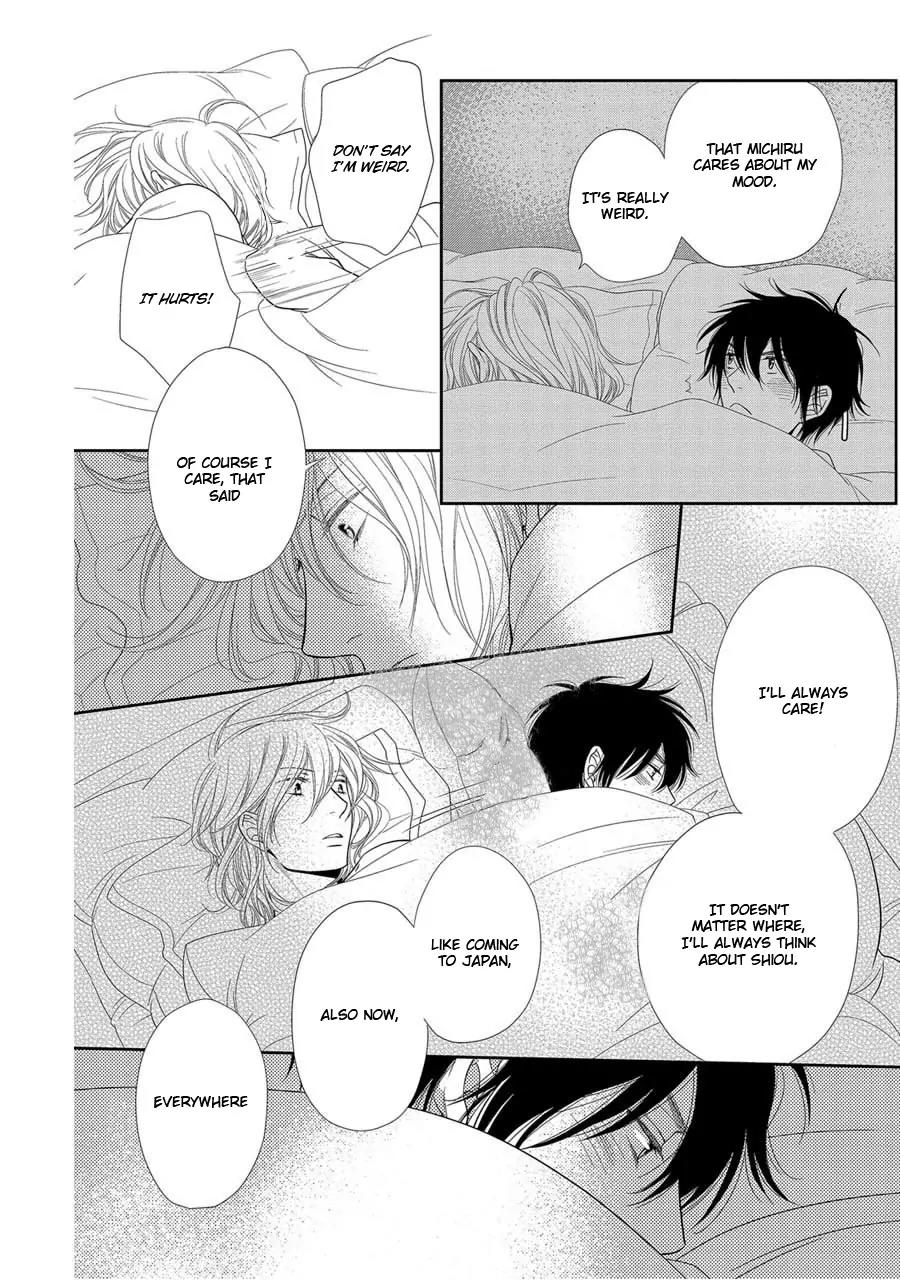 THAT MICHIRU
CARES ABOUT MY
MOOD.
IT'S REALLY
WEIRD.
DON'T SAY
I'M WEIRD.
IT HURTS!
OF COURSE I
CARE, THAT
SAID
I'LL ALWAYS
CARE!
IT DOESN'T
MATTER WHERE,
I'LL ALWAYS THINK
ABOUT SHIOU.
LIKE COMING
TO JAPAN,
ALSO NOW,
EVERYWHERE